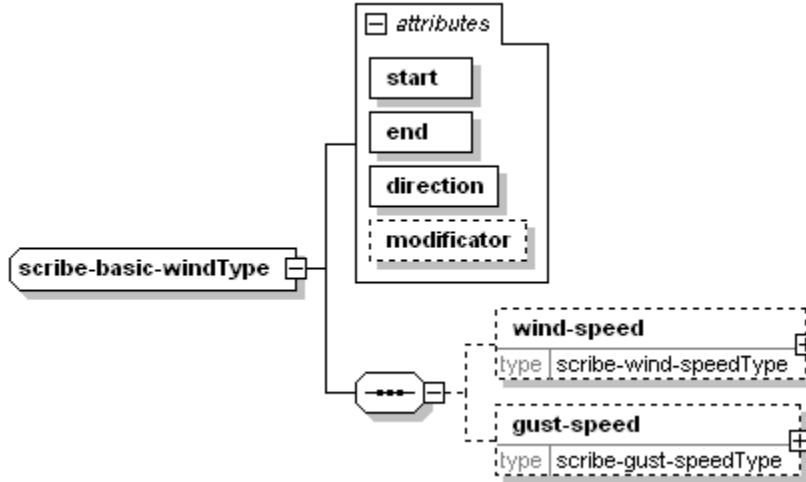 attributes
start
end
direction
modificator
scribe-basic-windType
wind-speed
type scribe-wind-speedType
gust-speed
type scribe-gust-speedType